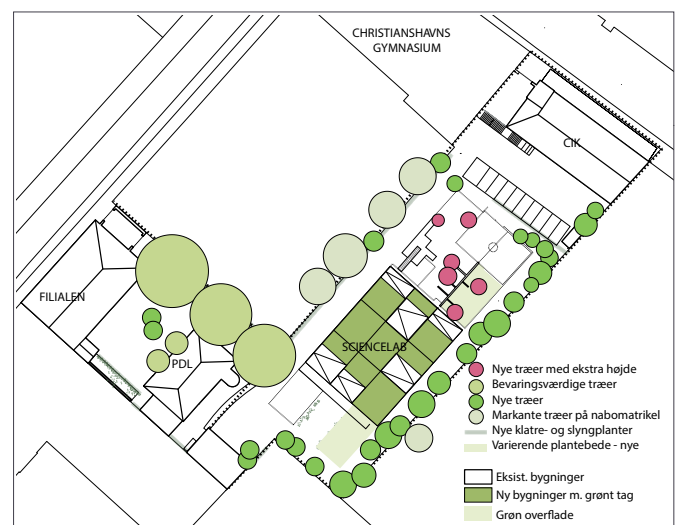 CHRISTIANSHAVNS
GYMNASIUM
CIK
FILIALEN
PDL
SCIENCELAB
Nye træer med ekstra højde
Bevaringsværdige træer
Nye træer
Markante træer på nabomatrikel
Nye klatre- og slyngplanter
Varierende plantebede - nye
Eksist. bygninger
Ny bygninger m. grønt tag
Grøn overflade